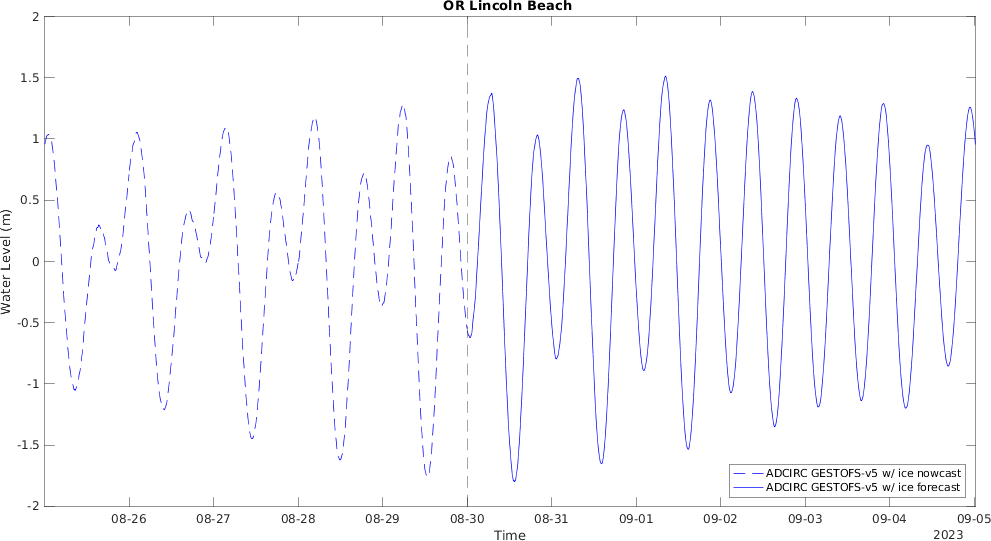 OR Lincoln Beach
2
1.5
1
0.5
0
-0.5
-1
-1.5
-2
Water Level (m)
ADCIRC GESTOFS-v5 w/ ice nowcast
ADCIRC GESTOFS-v5 w/ ice forecast
08-26 08-27 08-28 08-29 08-30 08-31 09-01 09-02 09-03 09-04 09-05
Time
2023